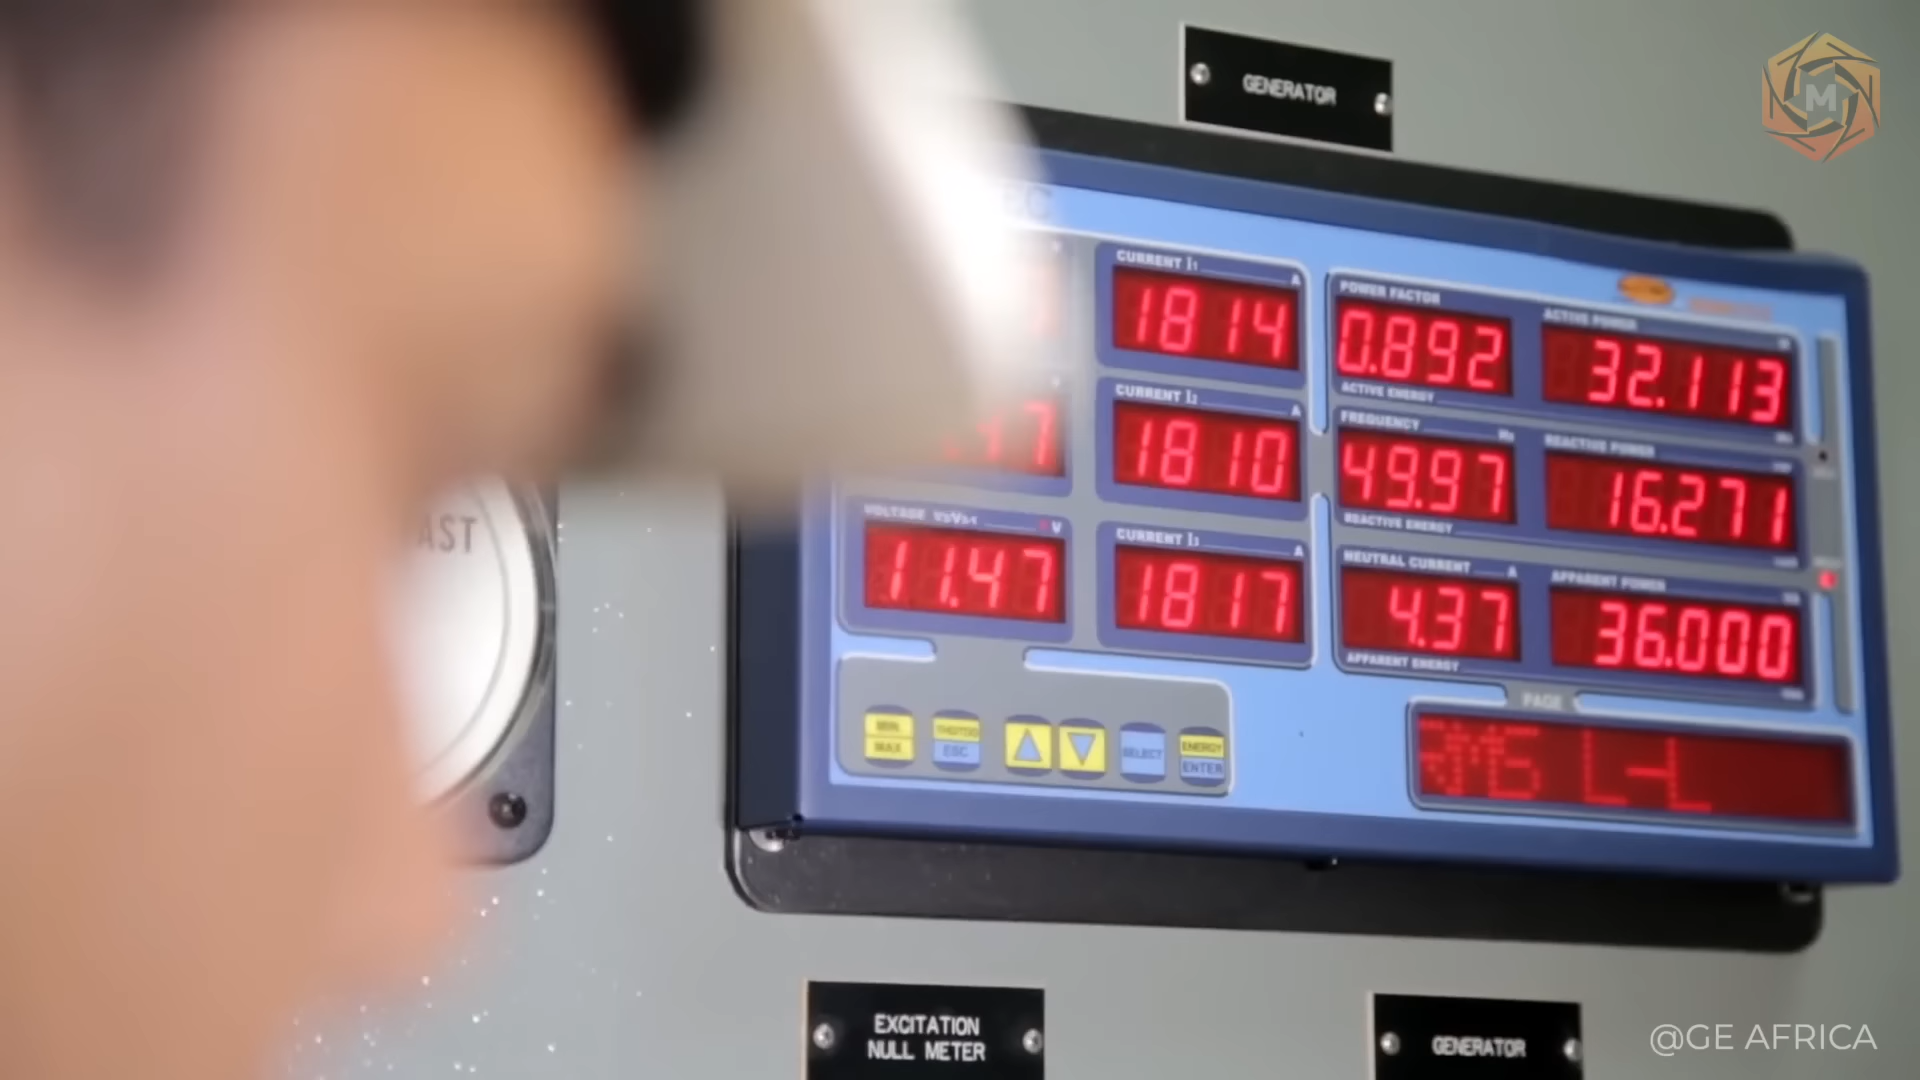 GENERATOR
M
CURRENT I1 A
1814
POWER FACTOR
0.892
ACTIVE POWER
32.113
ACTIVE ENERGY
CURRENT I2 A
1810
FREQUENCY Hz
49.97
REACTIVE POWER
16.271
REACTIVE ENERGY
AST
VOLTAGE V
11.47
CURRENT I3 A
1817
NEUTRAL CURRENT A
4.37
APPARENT POWER
36.000
APPARENT ENERGY
PAGE
RMS L-L
MIN.
MAX
ESC
SELECT
ENERGY
ENTER
EXCITATION
NULL METER
GENERATOR
@GE AFRICA